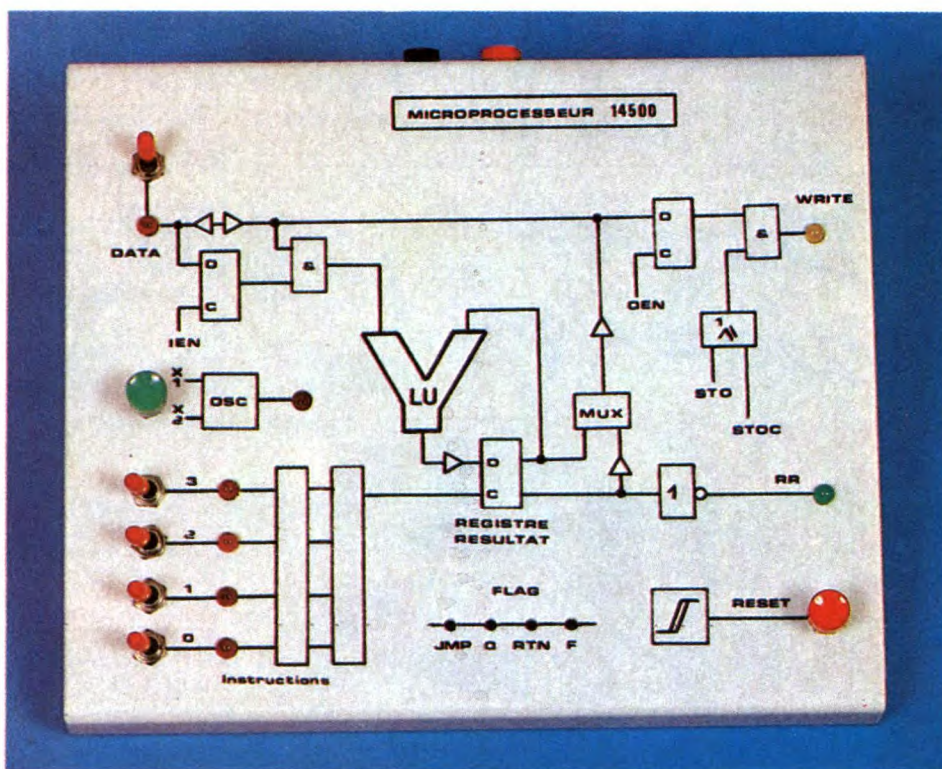 MICROPROCESSEUR 14500
WRITE
DATA
D
C
IEN
&
D
C
OEN
&
1
STO
STOC
X1
X2
OSC
LU
MUX
D
C
REGISTRE
RESULTAT
1
RR
3
2
1
0
Instructions
FLAG
JMP O RTN F
RESET